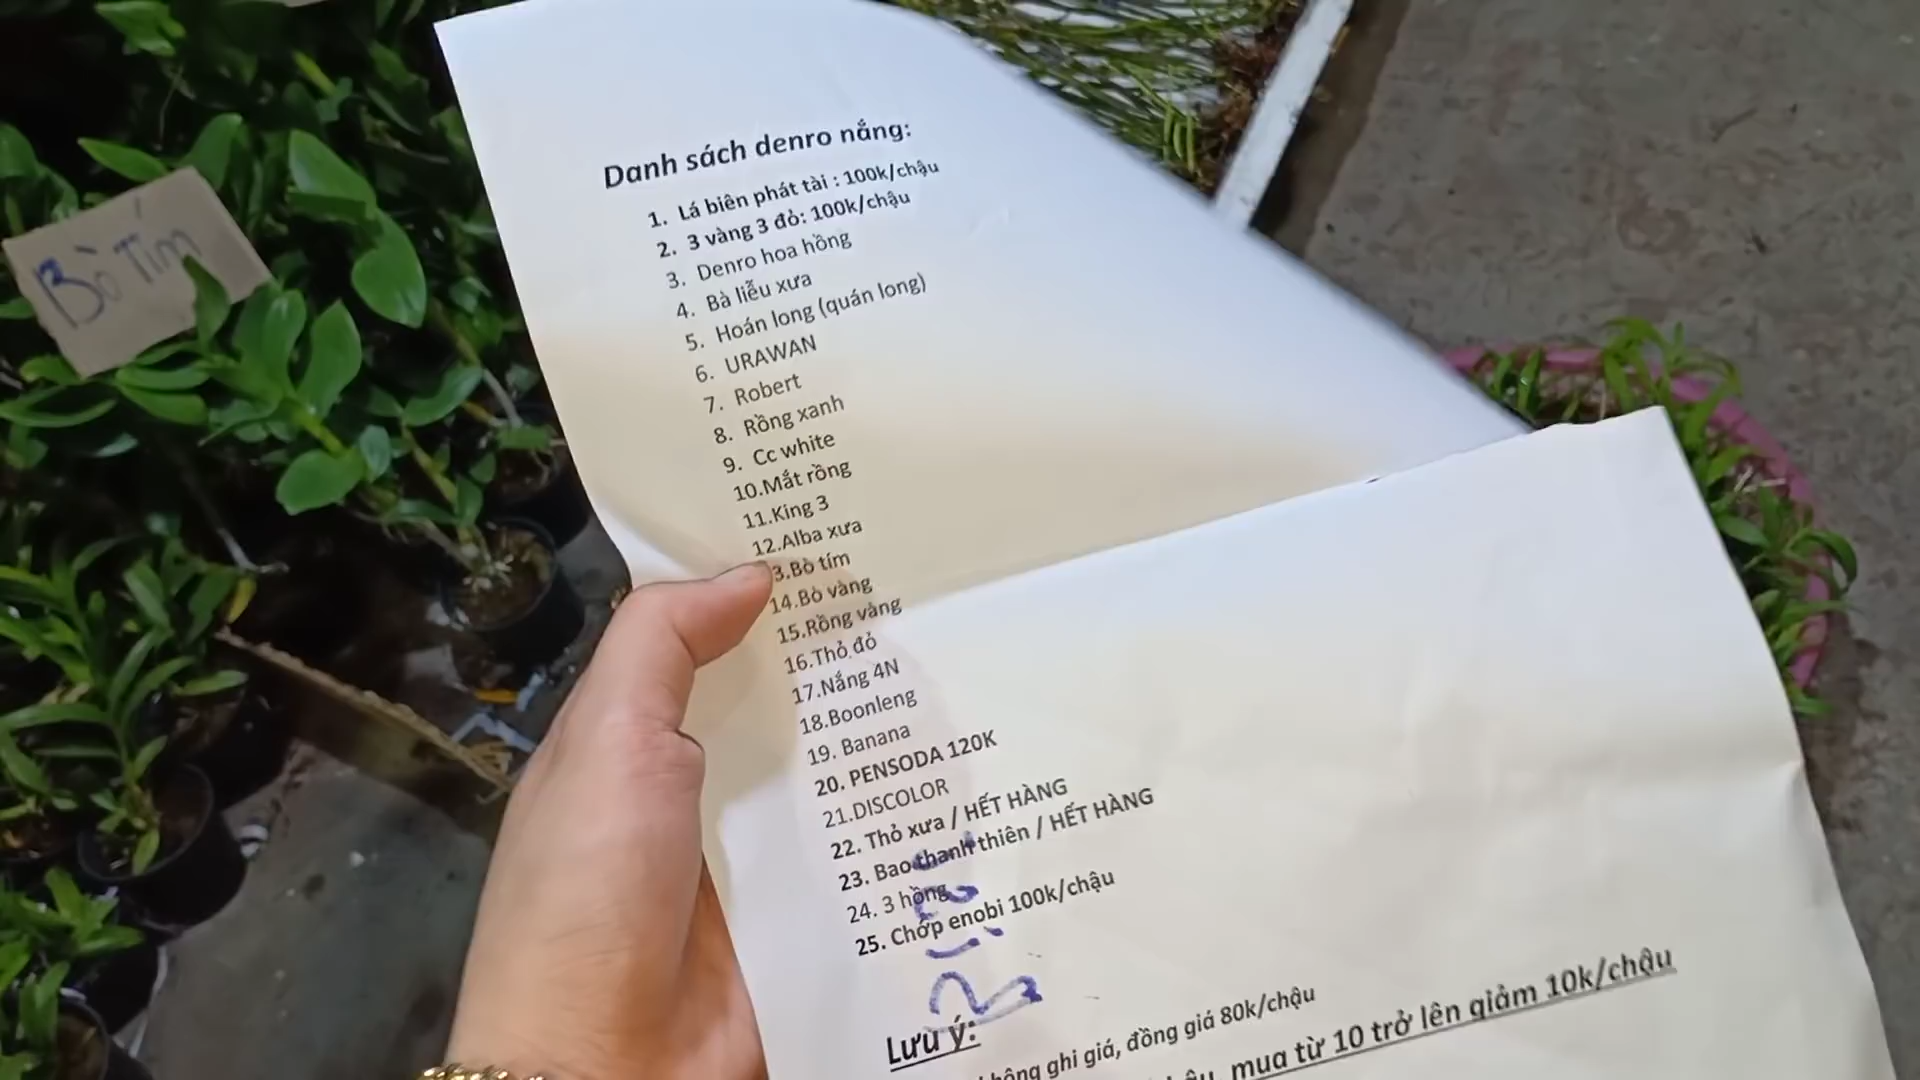 Bò Tím
Danh sách denro nắng:
1. Lá biên phát tài : 100k/chậu
2. 3 vàng 3 đỏ: 100k/chậu
3. Denro hoa hồng
4. Bà liễu xưa
5. Hoán long (quán long)
6. URAWAN
7. Robert
8. Rồng xanh
9. Cc white
10.Mắt rồng
11.King 3
12.Alba xưa
3.Bò tím
14.Bò vàng
15.Rồng vàng
16.Thỏ đỏ
17.Nắng 4N
18.Boonleng
19. Banana
20. PENSODA 120K
21.DISCOLOR
22. Thỏ xưa / HẾT HÀNG
23. Bao thanh thiên / HẾT HÀNG
24. 3 hồng
25. Chớp enobi 100k/chậu
Lưu ý:
ghi giá, đồng giá 80k/chậu
mua từ 10 trở lên giảm 10k/chậu